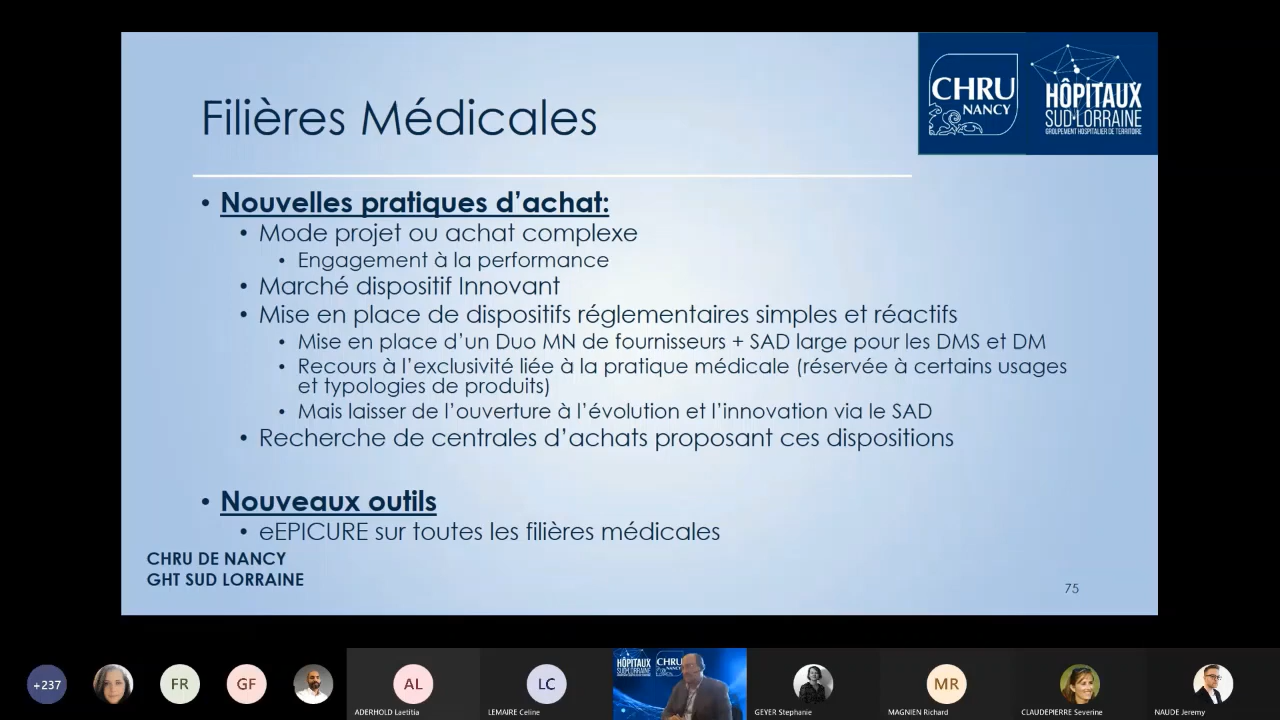 CHRU
NANCY
HÔPITAUX
SUD•LORRAINE
GROUPEMENT HOSPITALIER DE TERRITOIRE
Filières Médicales
• Nouvelles pratiques d’achat:
• Mode projet ou achat complexe
• Engagement à la performance
• Marché dispositif Innovant
• Mise en place de dispositifs réglementaires simples et réactifs
• Mise en place d’un Duo MN de fournisseurs + SAD large pour les DMS et DM
• Recours à l’exclusivité liée à la pratique médicale (réservée à certains usages
et typologies de produits)
• Mais laisser de l’ouverture à l’évolution et l’innovation via le SAD
• Recherche de centrales d’achats proposant ces dispositions
• Nouveaux outils
• eEPICURE sur toutes les filières médicales
CHRU DE NANCY
GHT SUD LORRAINE
75
+237
FR
GF
AL
ADERHOLD Laetitia
LC
LEMAIRE Celine
HÔPITAUX
SUD•LORRAINE
CHRU
NANCY
GEYER Stephanie
MR
MAGNIEN Richard
CLAUDEPIERRE Severine
NAUDE Jeremy